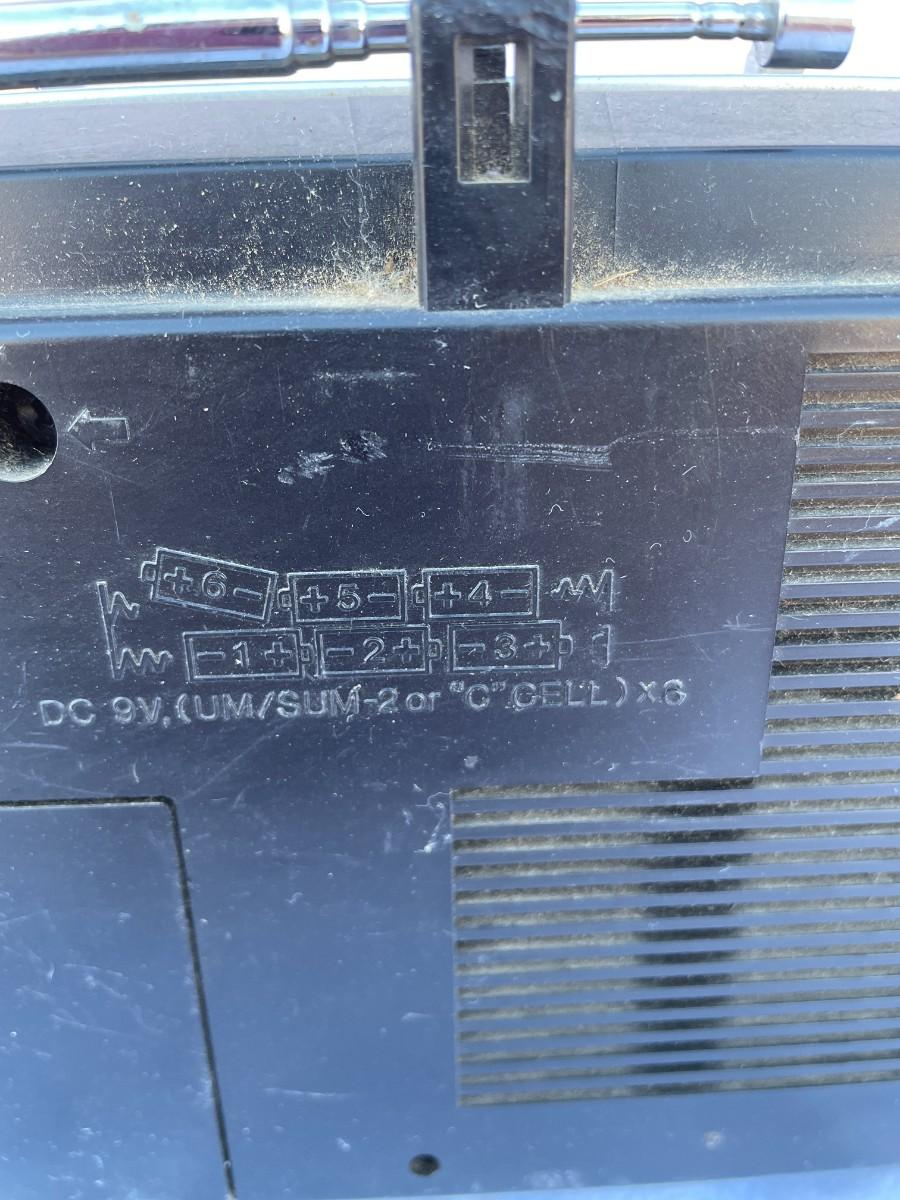 +6- +5- +4-
-1+ -2+ -3+
DC 9V, (UM/SUM-2 or "C" CELL) x6